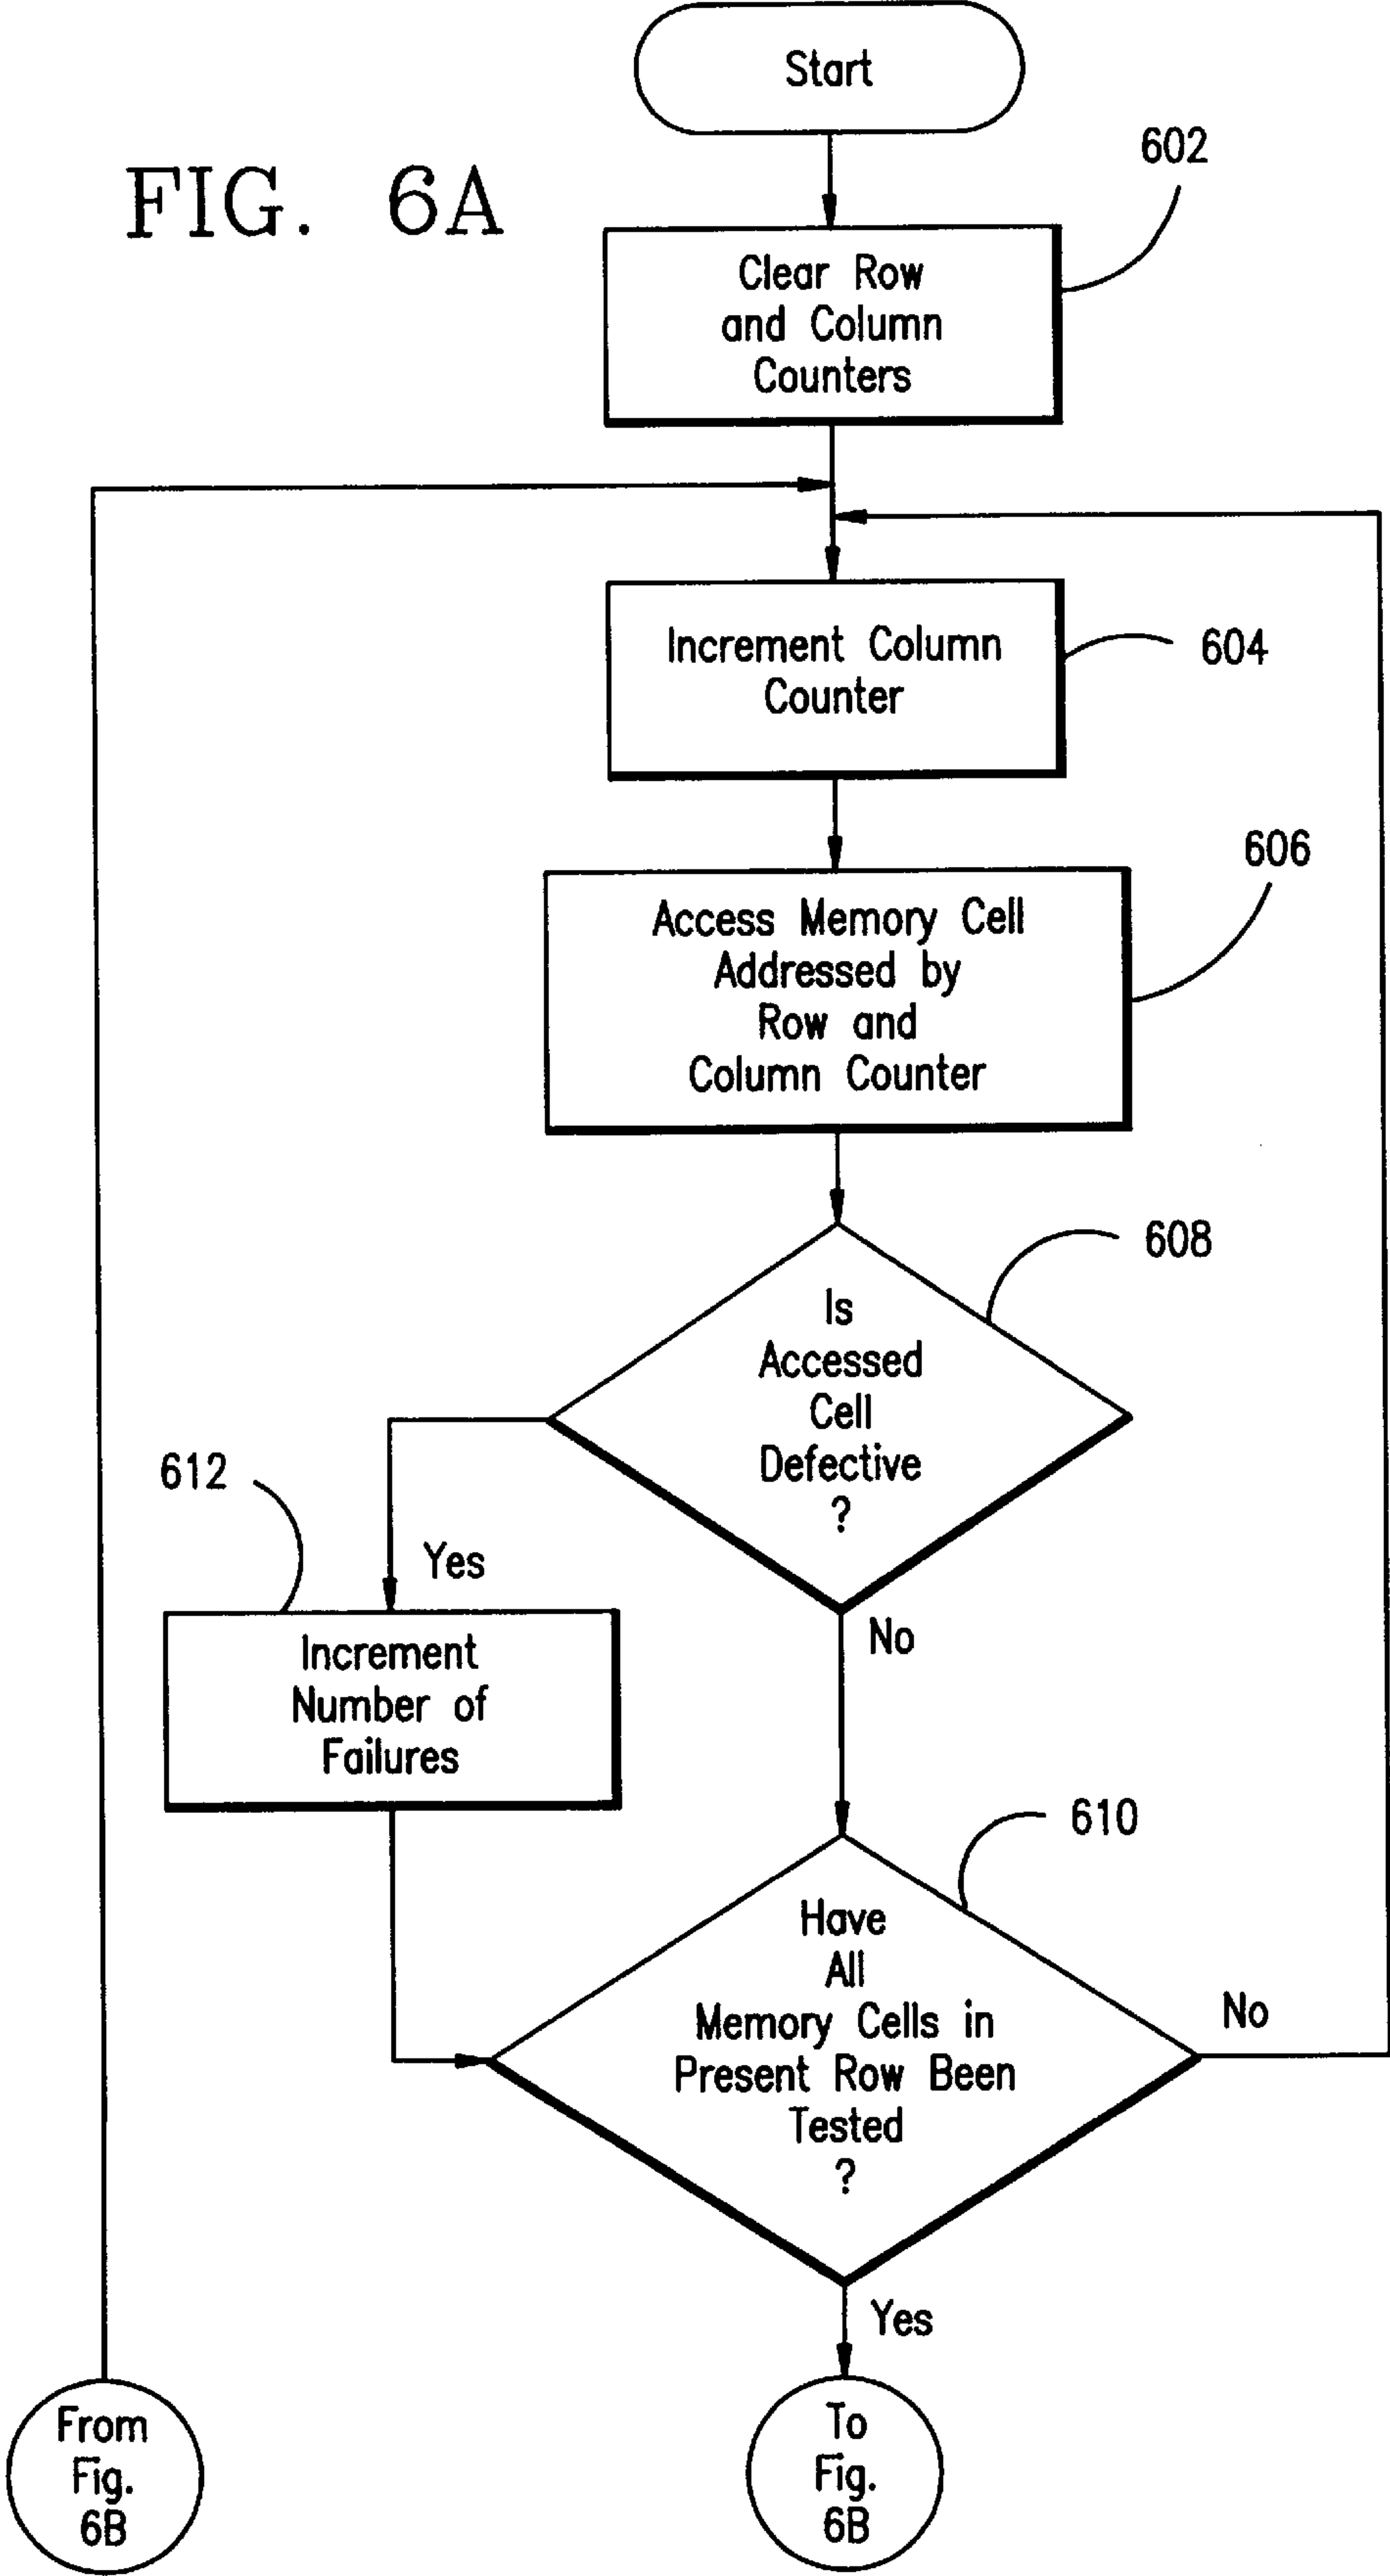 Start
602
FIG. 6A
Clear Row
and Column
Counters
Increment Column
Counter
604
606
Access Memory Cell
Addressed by
Row and
Column Counter
608
Is
Accessed
Cell
Defective
?
612
Yes
No
Increment
Number of
Failures
610
Have
All
Memory Cells in
Present Row Been
Tested
?
No
Yes
From
Fig.
6B
To
Fig.
6B